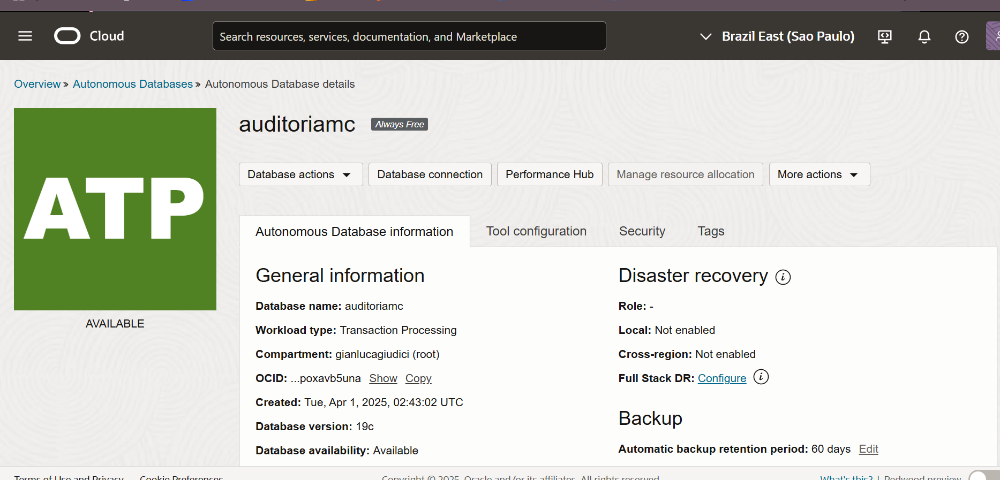 Cloud
Search resources, services, documentation, and Marketplace
Brazil East (Sao Paulo)
Overview » Autonomous Databases » Autonomous Database details
ATP
AVAILABLE
auditoriamc Always Free
Database actions Database connection Performance Hub Manage resource allocation More actions
Autonomous Database information Tool configuration Security Tags
General information
Database name: auditoriamc
Workload type: Transaction Processing
Compartment: gianlucagiudici (root)
OCID: ...poxavb5una Show Copy
Created: Tue, Apr 1, 2025, 02:43:02 UTC
Database version: 19c
Database availability: Available
Disaster recovery
Role: -
Local: Not enabled
Cross-region: Not enabled
Full Stack DR: Configure
Backup
Automatic backup retention period: 60 days Edit
Terms of Use and Privacy Cookie Preferences Copyright © 2025, Oracle and/or its affiliates. All rights reserved. What's this? | Redwood preview